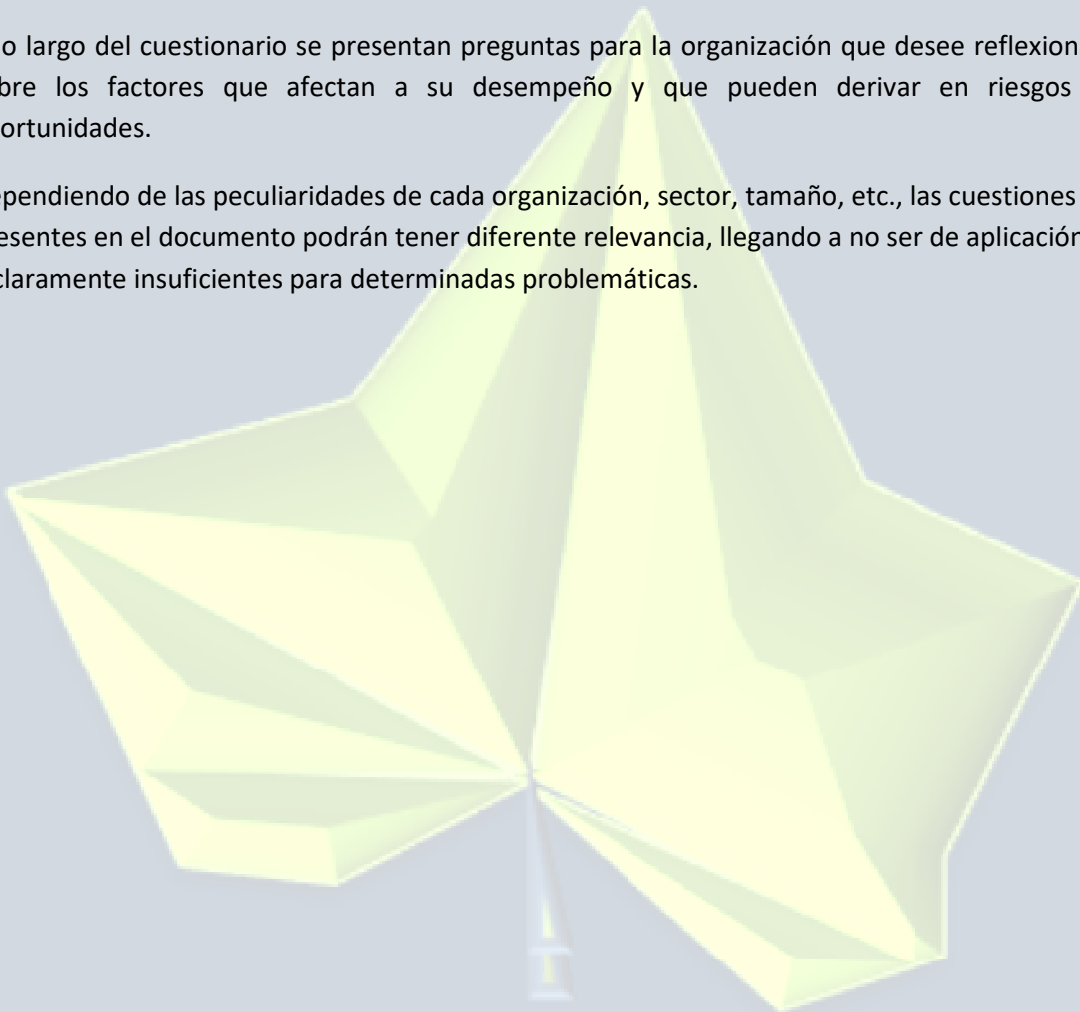 o largo del cuestionario se presentan preguntas para la organización que desee reflexion
bre los factores que afectan a su desempeño y que pueden derivar en riesgos
ortunidades.
ependiendo de las peculiaridades de cada organización, sector, tamaño, etc., las cuestiones
esentes en el documento podrán tener diferente relevancia, llegando a no ser de aplicación
claramente insuficientes para determinadas problemáticas.